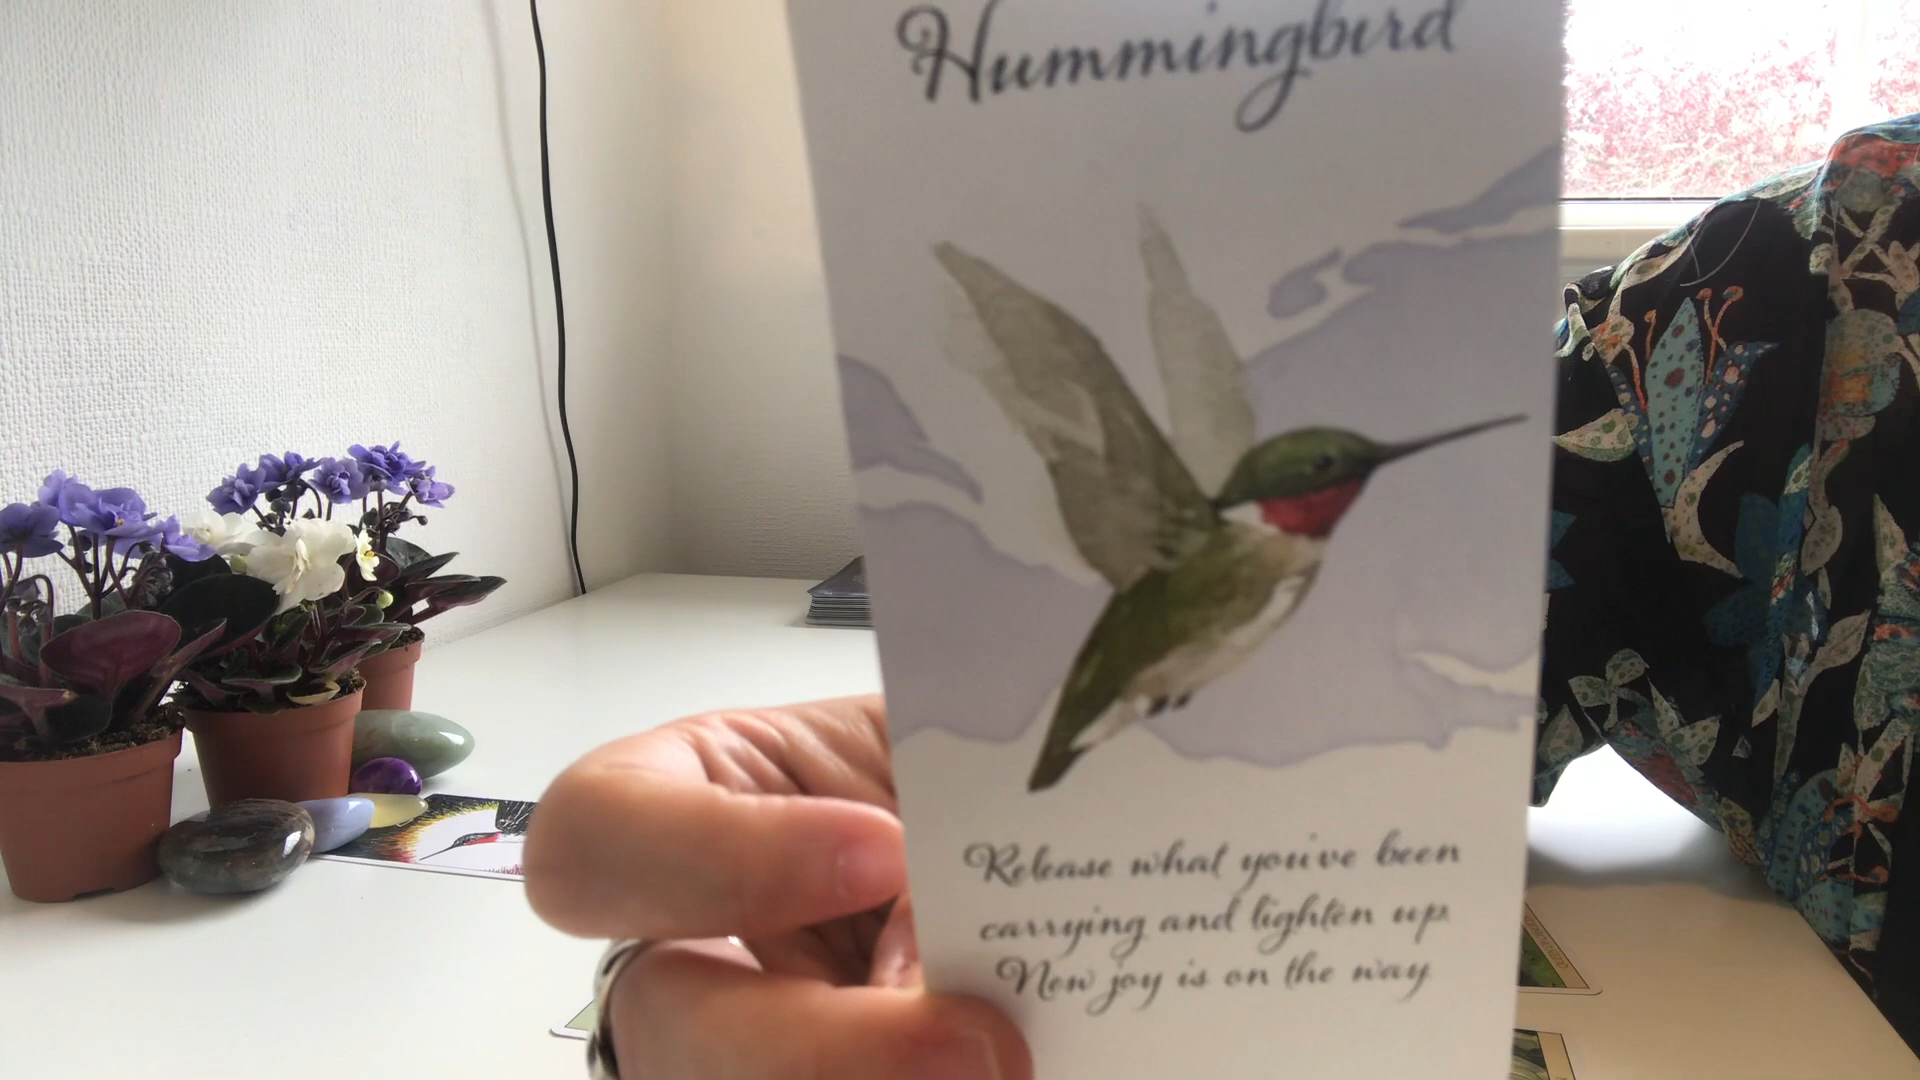 Hummingbird
Release what you've been
carrying and lighten up.
New joy is on the way